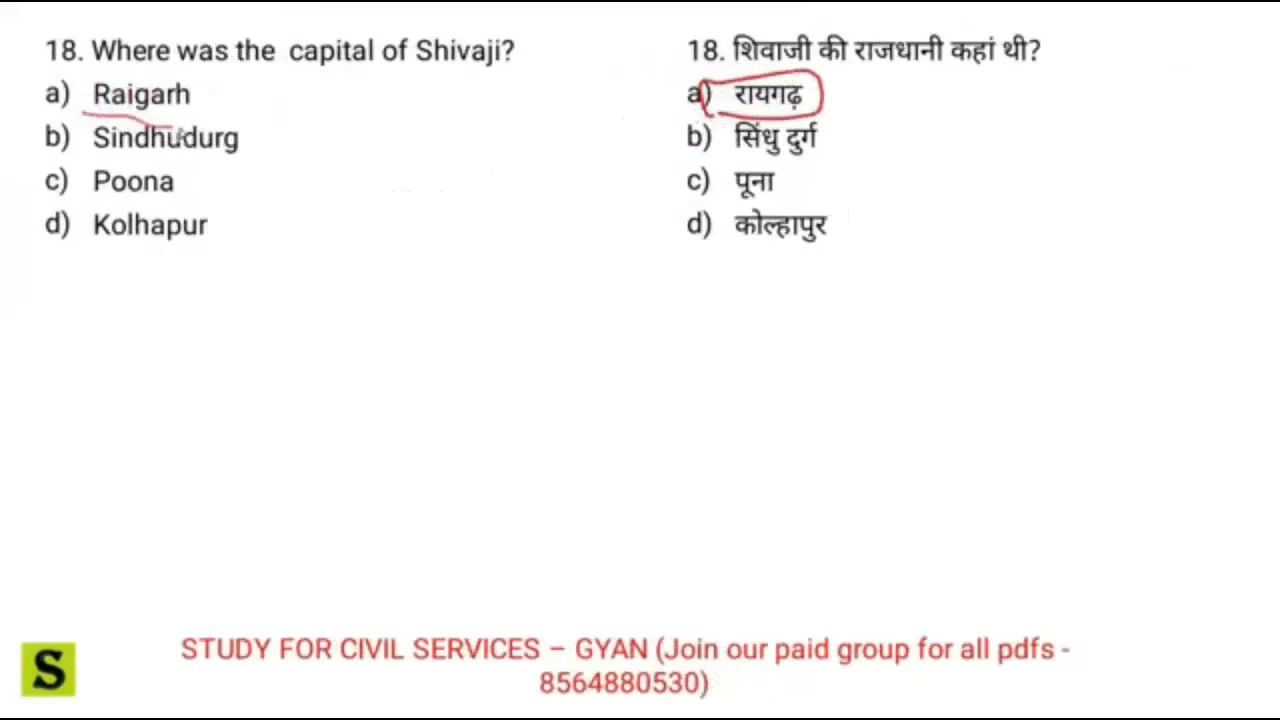 18. Where was the capital of Shivaji?
a) Raigarh
b) Sindhudurg
c) Poona
d) Kolhapur
18. शिवाजी की राजधानी कहां थी?
a) रायगढ़
b) सिंधु दुर्ग
c) पूना
d) कोल्हापुर
STUDY FOR CIVIL SERVICES – GYAN (Join our paid group for all pdfs -
8564880530)
S